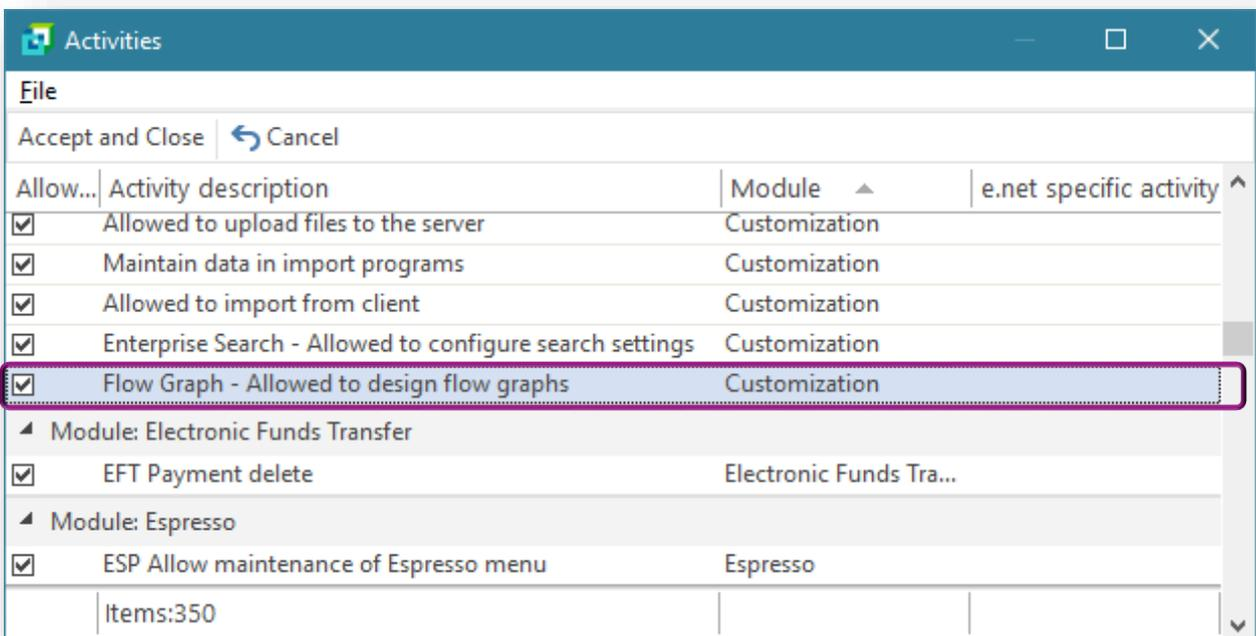 Activities
File
Accept and Close Cancel
Allow... Activity description Module e.net specific activity
Allowed to upload files to the server Customization
Maintain data in import programs Customization
Allowed to import from client Customization
Enterprise Search - Allowed to configure search settings Customization
Flow Graph - Allowed to design flow graphs Customization
Module: Electronic Funds Transfer
EFT Payment delete Electronic Funds Tra...
Module: Espresso
ESP Allow maintenance of Espresso menu Espresso
Items:350